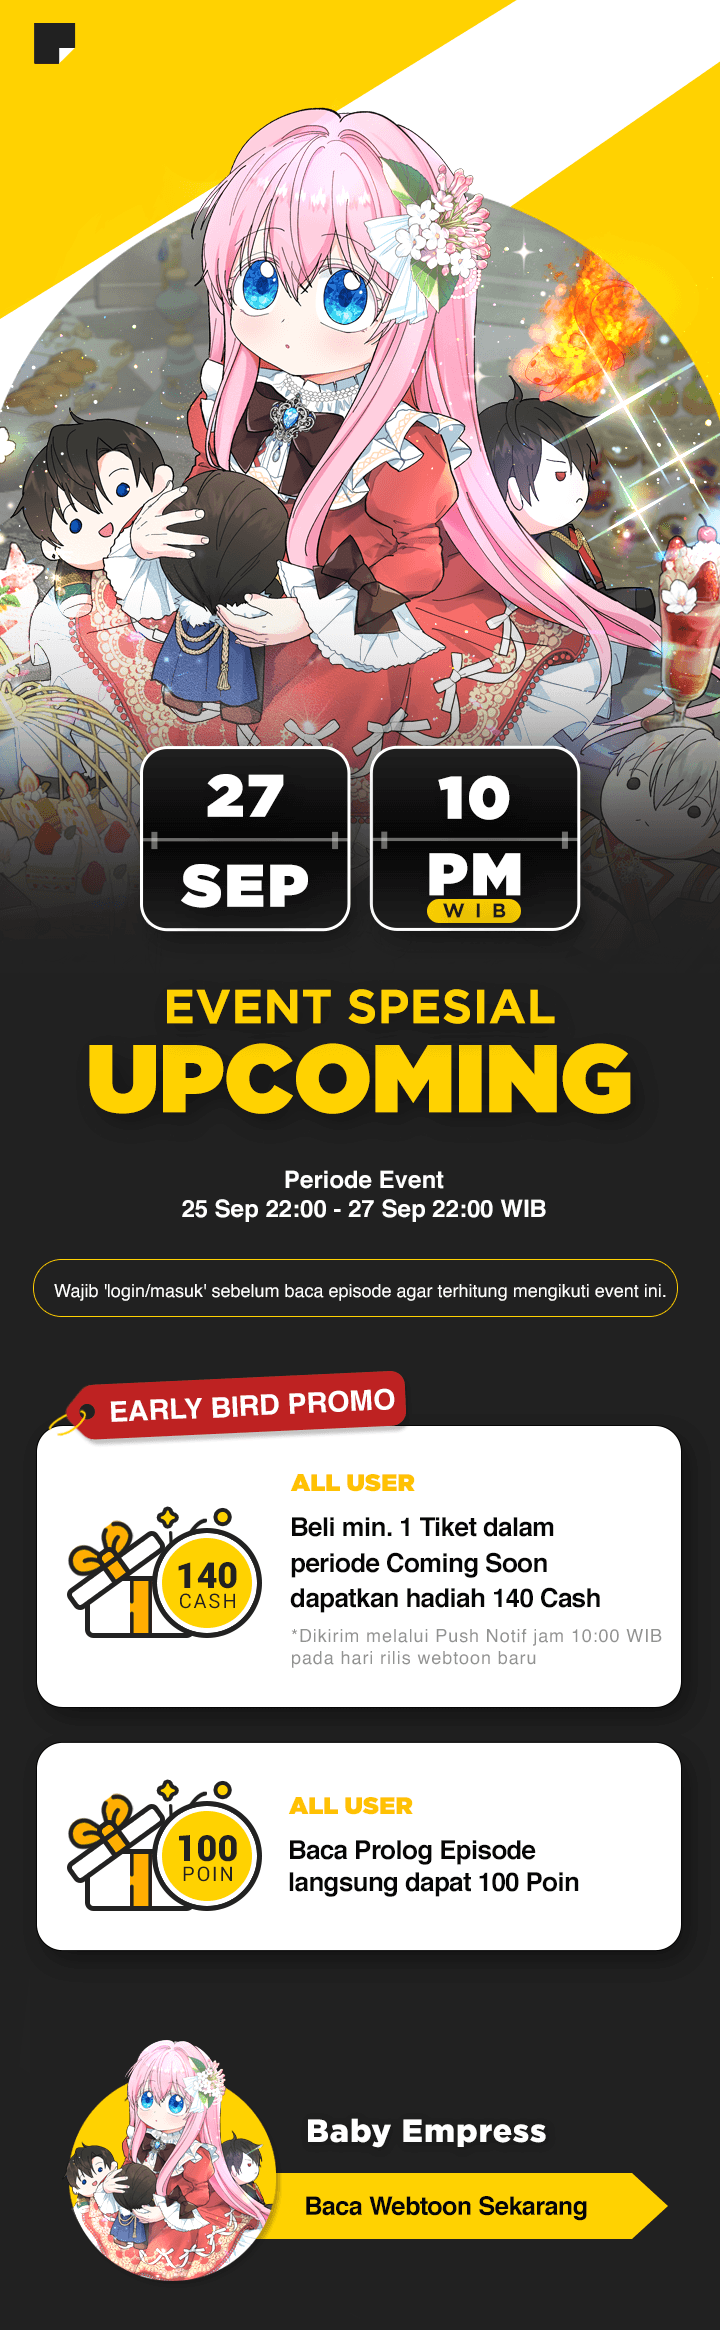 27
SEP
10
PM
WIB
EVENT SPESIAL
UPCOMING
Periode Event
25 Sep 22:00 - 27 Sep 22:00 WIB
Wajib 'login/masuk' sebelum baca episode agar terhitung mengikuti event ini.
EARLY BIRD PROMO
140
CASH
ALL USER
Beli min. 1 Tiket dalam
periode Coming Soon
dapatkan hadiah 140 Cash
*Dikirim melalui Push Notif jam 10:00 WIB
pada hari rilis webtoon baru
100
POIN
ALL USER
Baca Prolog Episode
langsung dapat 100 Poin
Baby Empress
Baca Webtoon Sekarang